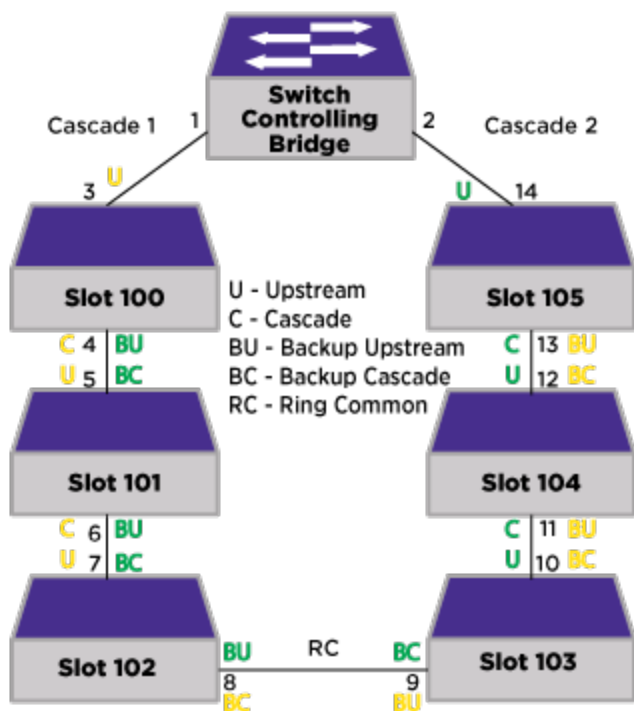 Switch
Controlling
Bridge
Cascade 1
1
2
Cascade 2
3
U
U
14
Slot 100
Slot 105
U - Upstream
C - Cascade
BU - Backup Upstream
BC - Backup Cascade
RC - Ring Common
C 4 BU
U 5 BC
C 13 BU
U 12 BC
Slot 101
Slot 104
C 6 BU
U 7 BC
C 11 BU
U 10 BC
Slot 102
Slot 103
BU
RC
BC
8
9
BC
BU